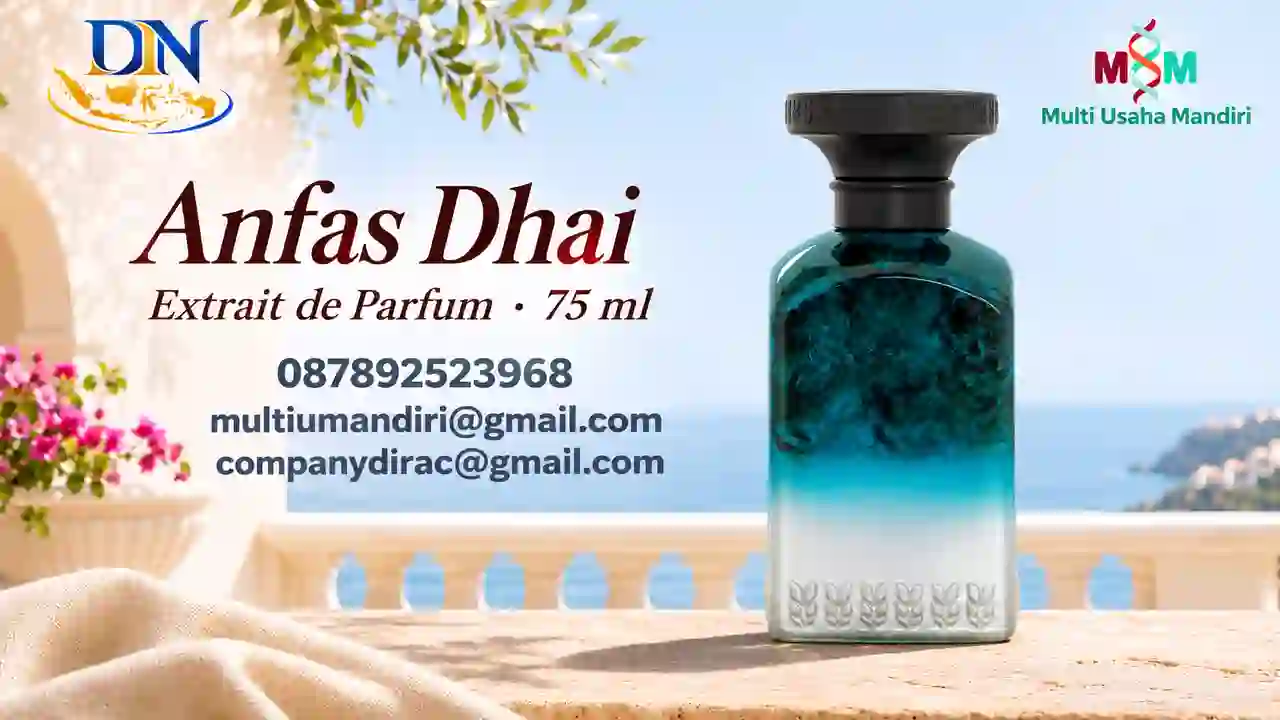 DN
MSM
Multi Usaha Mandiri
Anfas Dhai
Extrait de Parfum · 75 ml
087892523968
multiumandiri@gmail.com
companydirac@gmail.com